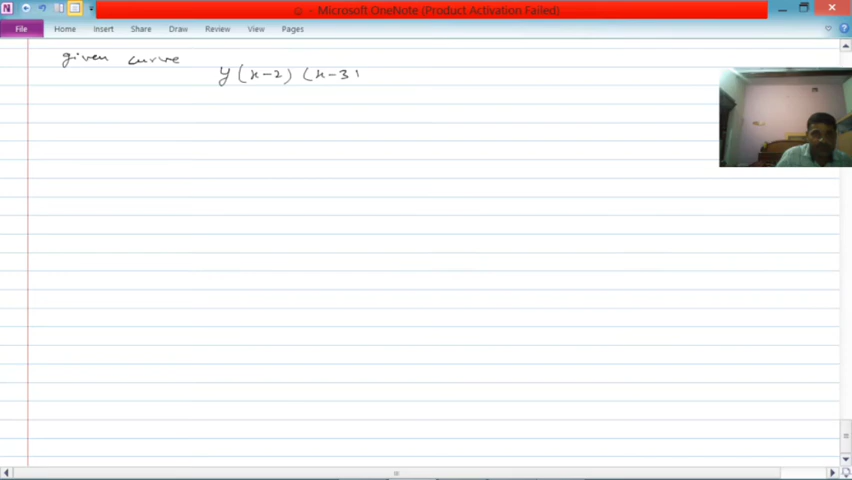 Microsoft OneNote (Product Activation Failed)
File Home Insert Share Draw Review View Pages
given curve
y(x-2) (x-3)